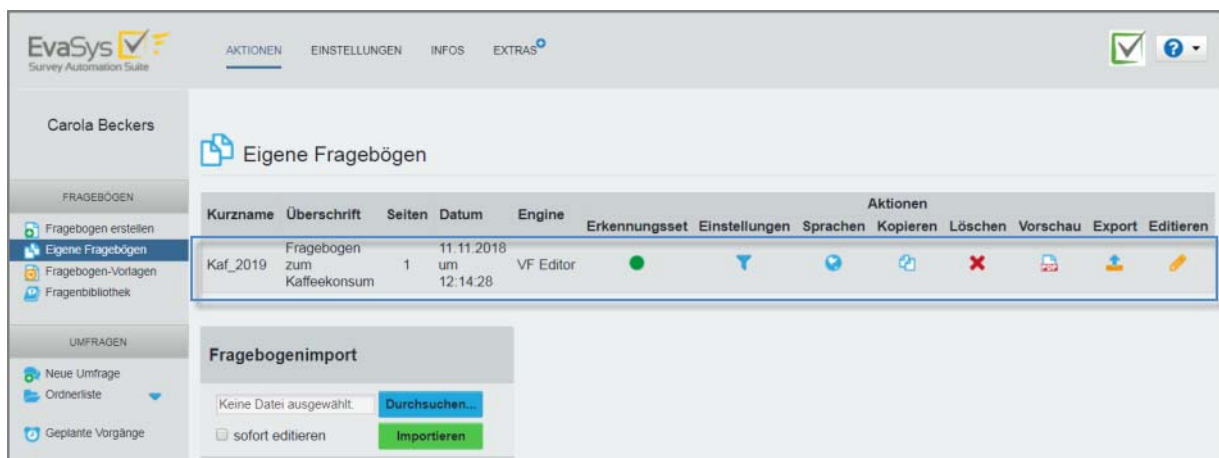 EvaSys
Survey Automation Suite
AKTIONEN EINSTELLUNGEN INFOS EXTRAS
Carola Beckers
Eigene Fragebögen
FRAGEBÖGEN
Fragebogen erstellen
Eigene Fragebögen
Fragebogen-Vorlagen
Fragenbibliothek
Aktionen
Kurzname Überschrift Seiten Datum Engine Erkennungsset Einstellungen Sprachen Kopieren Löschen Vorschau Export Editieren
Fragebogen 11.11.2018
Kaf_2019 zum 1 um VF Editor
Kaffeekonsum 12:14:28
UMFRAGEN
Neue Umfrage
Ordnerliste
Geplante Vorgänge
Fragebogenimport
Keine Datei ausgewählt. Durchsuchen...
sofort editieren Importieren